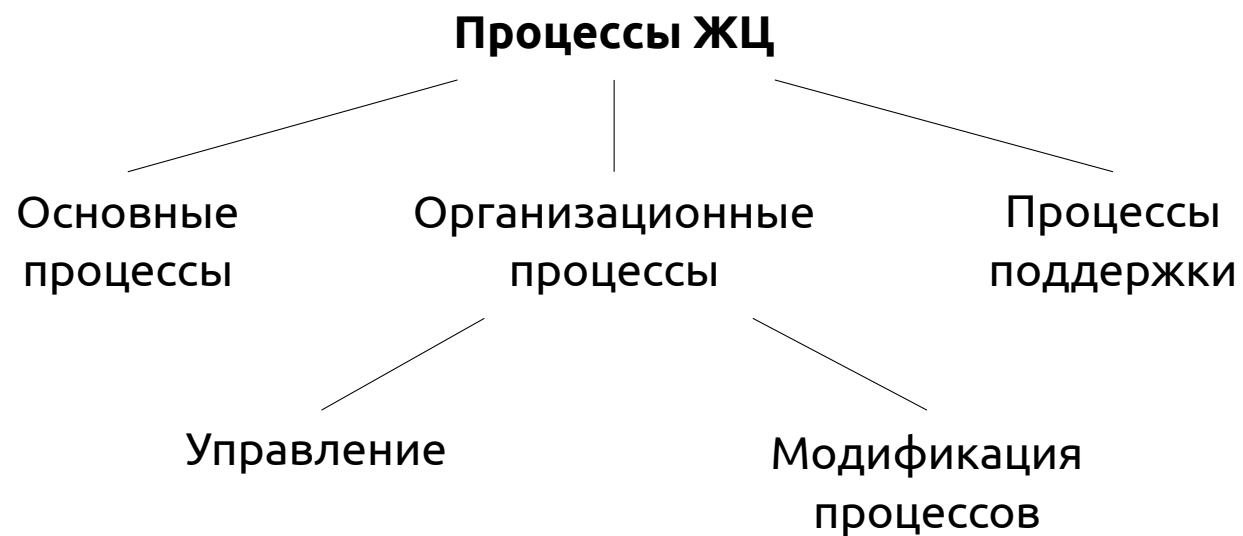 Процессы ЖЦ
Основные
процессы
Организационные
процессы
Процессы
поддержки
Управление
Модификация
процессов